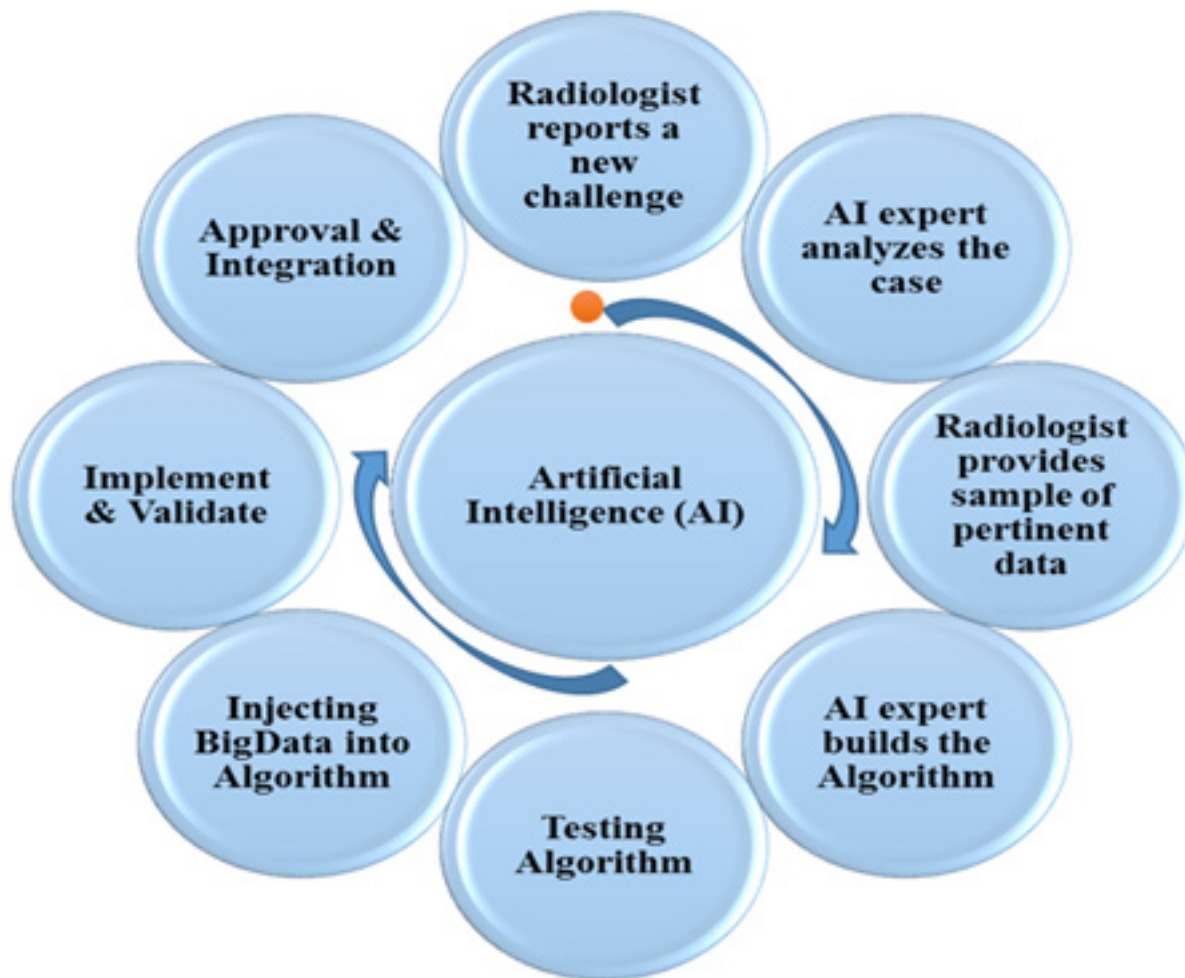 Radiologist
reports a
new
challenge
AI expert
analyzes the
case
Radiologist
provides
sample of
pertinent
data
AI expert
builds the
Algorithm
Testing
Algorithm
Injecting
BigData into
Algorithm
Implement
& Validate
Approval &
Integration
Artificial
Intelligence (AI)